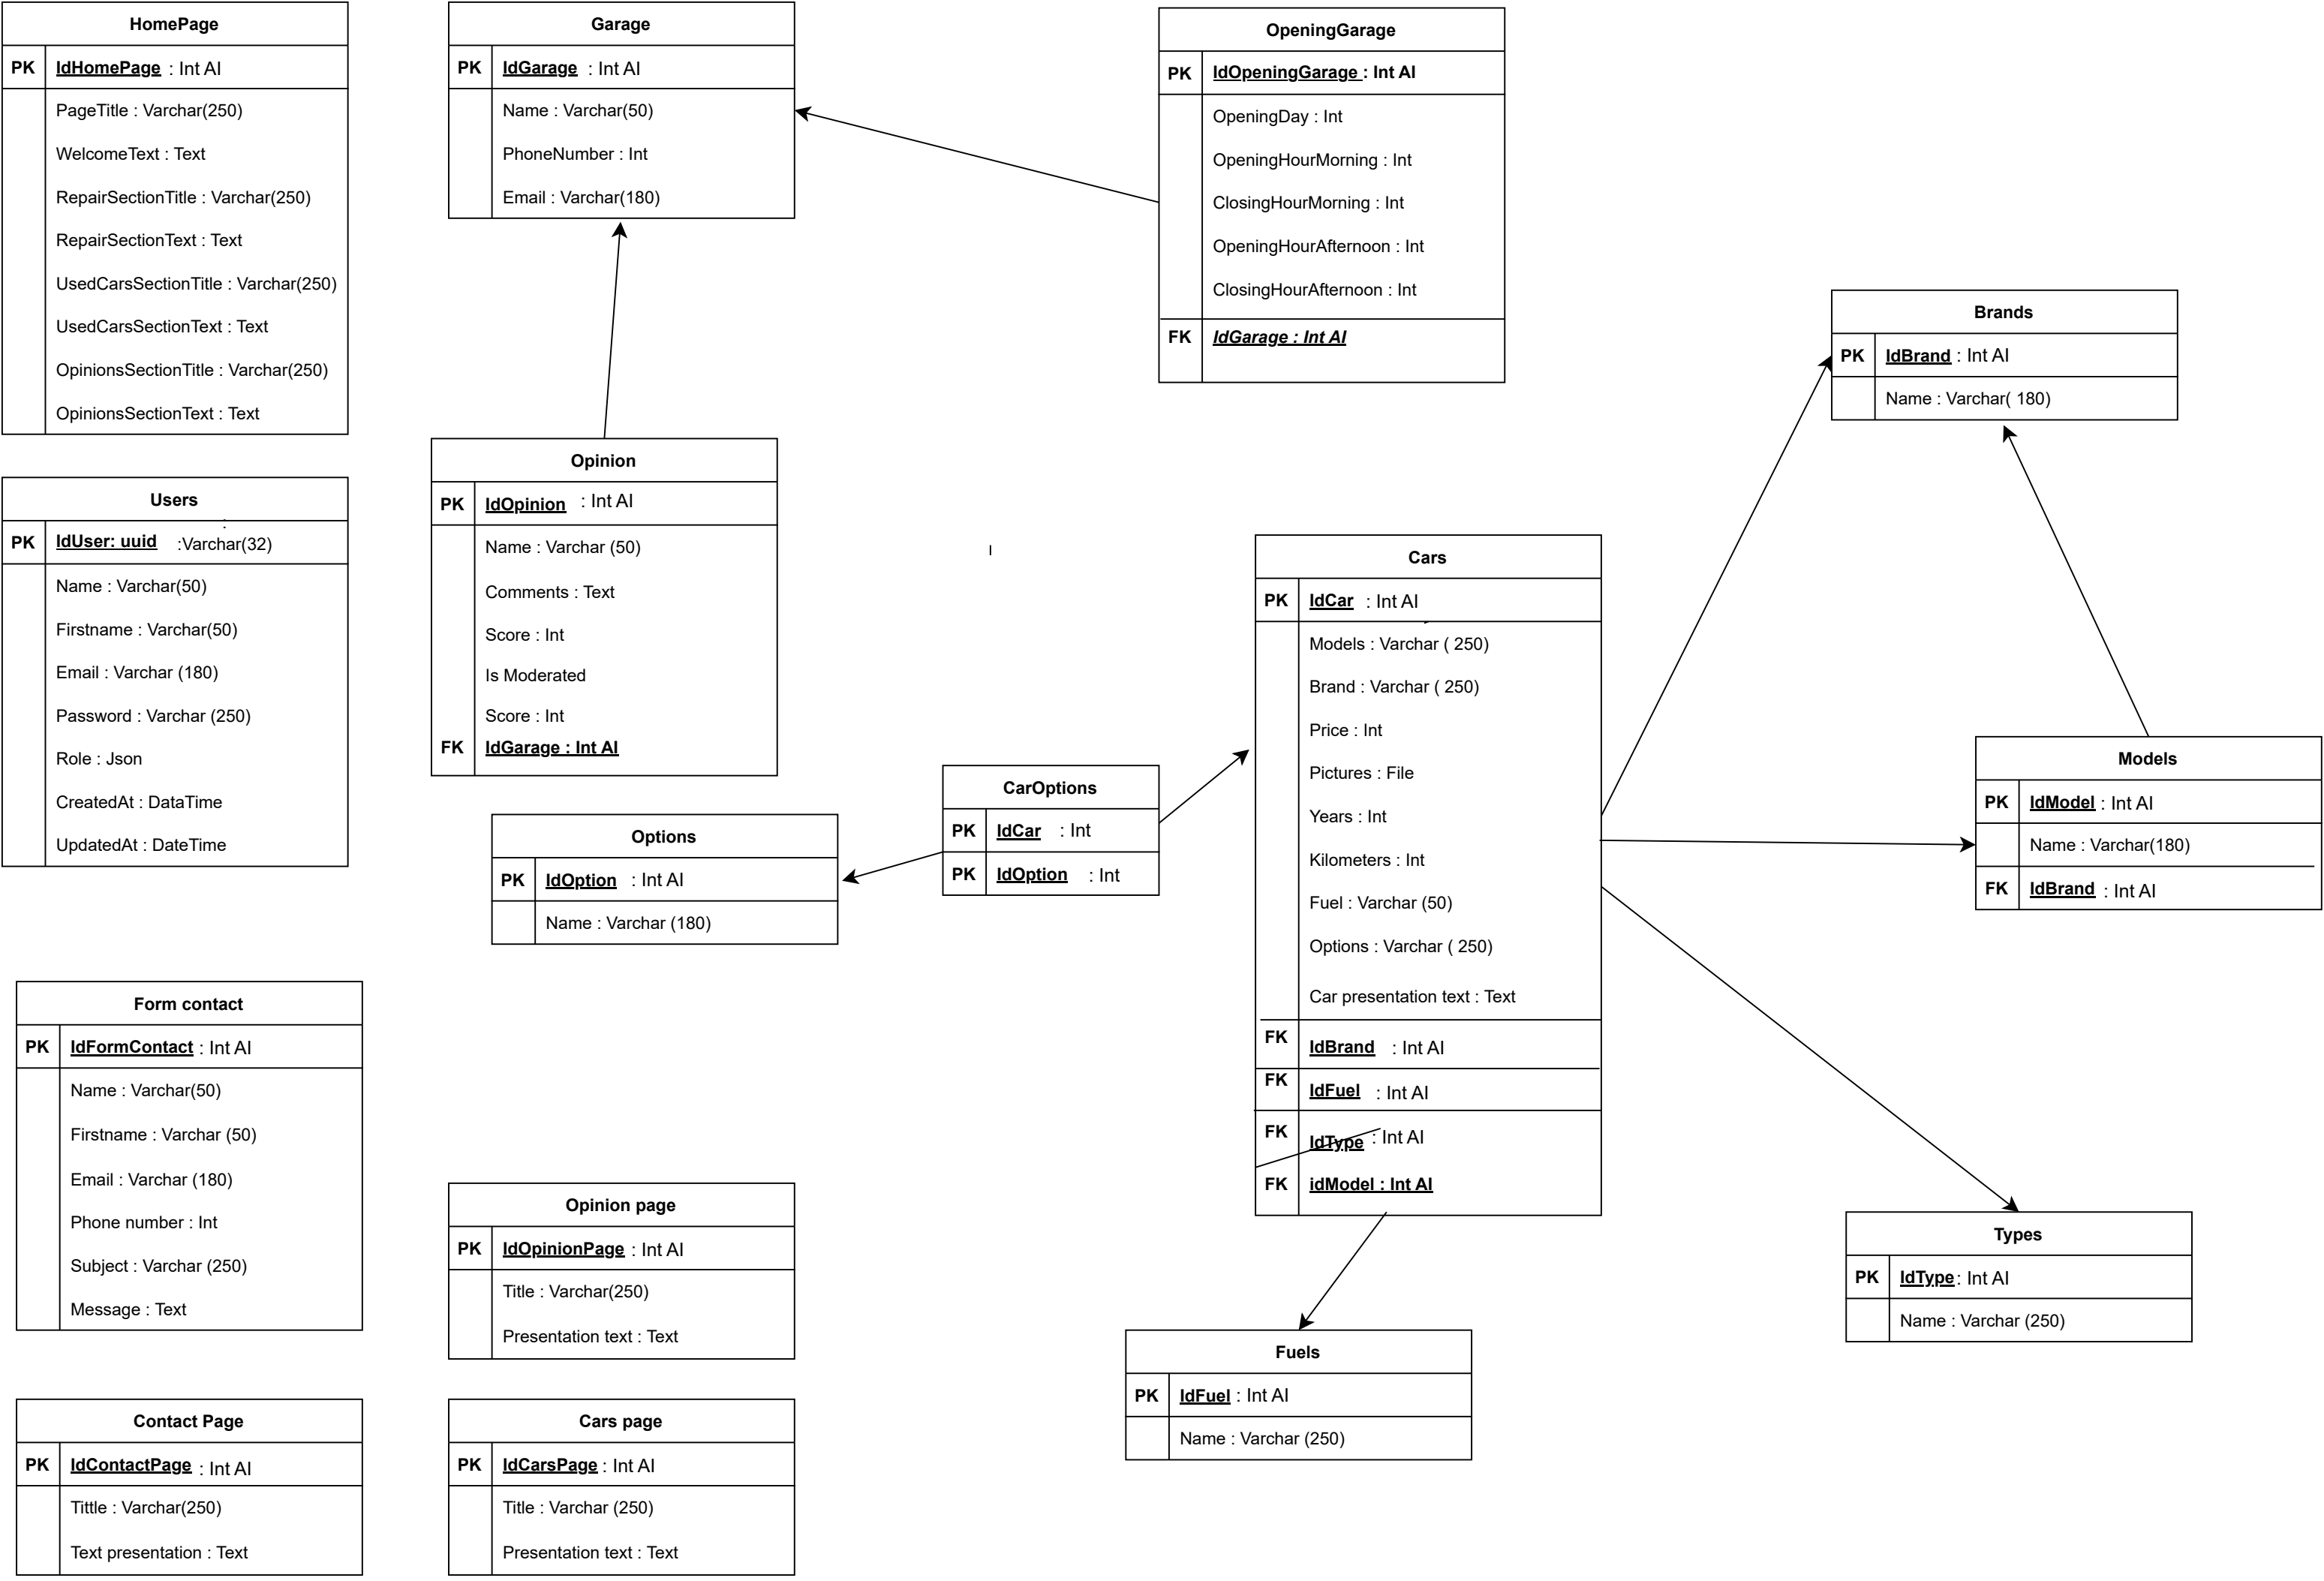 HomePage
PK IdHomePage : Int AI
PageTitle : Varchar(250)
WelcomeText : Text
RepairSectionTitle : Varchar(250)
RepairSectionText : Text
UsedCarsSectionTitle : Varchar(250)
UsedCarsSectionText : Text
OpinionsSectionTitle : Varchar(250)
OpinionsSectionText : Text
Garage
PK IdGarage : Int AI
Name : Varchar(50)
PhoneNumber : Int
Email : Varchar(180)
OpeningGarage
PK IdOpeningGarage : Int AI
OpeningDay : Int
OpeningHourMorning : Int
ClosingHourMorning : Int
OpeningHourAfternoon : Int
ClosingHourAfternoon : Int
FK IdGarage : Int AI
Brands
PK IdBrand : Int AI
Name : Varchar( 180)
Users
:
PK IdUser: uuid :Varchar(32)
Name : Varchar(50)
Firstname : Varchar(50)
Email : Varchar (180)
Password : Varchar (250)
Role : Json
CreatedAt : DataTime
UpdatedAt : DateTime
Opinion
PK IdOpinion : Int AI
Name : Varchar (50)
Comments : Text
Score : Int
Is Moderated
Score : Int
FK IdGarage : Int AI
Options
PK IdOption : Int AI
Name : Varchar (180)
CarOptions
PK IdCar : Int
PK IdOption : Int
Cars
PK IdCar : Int AI
Models : Varchar ( 250)
Brand : Varchar ( 250)
Price : Int
Pictures : File
Years : Int
Kilometers : Int
Fuel : Varchar (50)
Options : Varchar ( 250)
Car presentation text : Text
FK IdBrand : Int AI
FK IdFuel : Int AI
FK IdType : Int AI
FK idModel : Int AI
Models
PK IdModel : Int AI
Name : Varchar(180)
FK IdBrand : Int AI
Form contact
PK IdFormContact : Int AI
Name : Varchar(50)
Firstname : Varchar (50)
Email : Varchar (180)
Phone number : Int
Subject : Varchar (250)
Message : Text
Opinion page
PK IdOpinionPage : Int AI
Title : Varchar(250)
Presentation text : Text
Types
PK IdType : Int AI
Name : Varchar (250)
Fuels
PK IdFuel : Int AI
Name : Varchar (250)
Contact Page
PK IdContactPage : Int AI
Tittle : Varchar(250)
Text presentation : Text
Cars page
PK IdCarsPage : Int AI
Title : Varchar (250)
Presentation text : Text